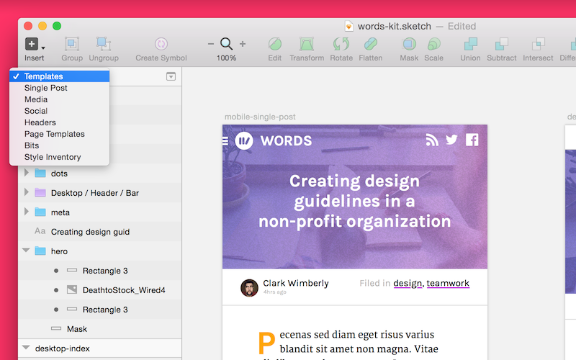 words-kit.sketch — Edited
Insert
Group
Ungroup
Create Symbol
100%
Edit
Transform
Rotate
Flatten
Mask
Scale
Union
Subtract
Intersect
✓ Templates
Single Post
Media
Social
Headers
Page Templates
Bits
Style Inventory
dots
Desktop / Header / Bar
meta
Aa Creating design guid
hero
Rectangle 3
DeathtoStock_Wired4
Rectangle 3
Mask
desktop-index
mobile-single-post
de
WORDS
Creating design
guidelines in a
non-profit organization
Clark Wimberly
Filed in design, teamwork
Pecenas sed diam eget risus varius
blandit sit amet non magna. Vitae